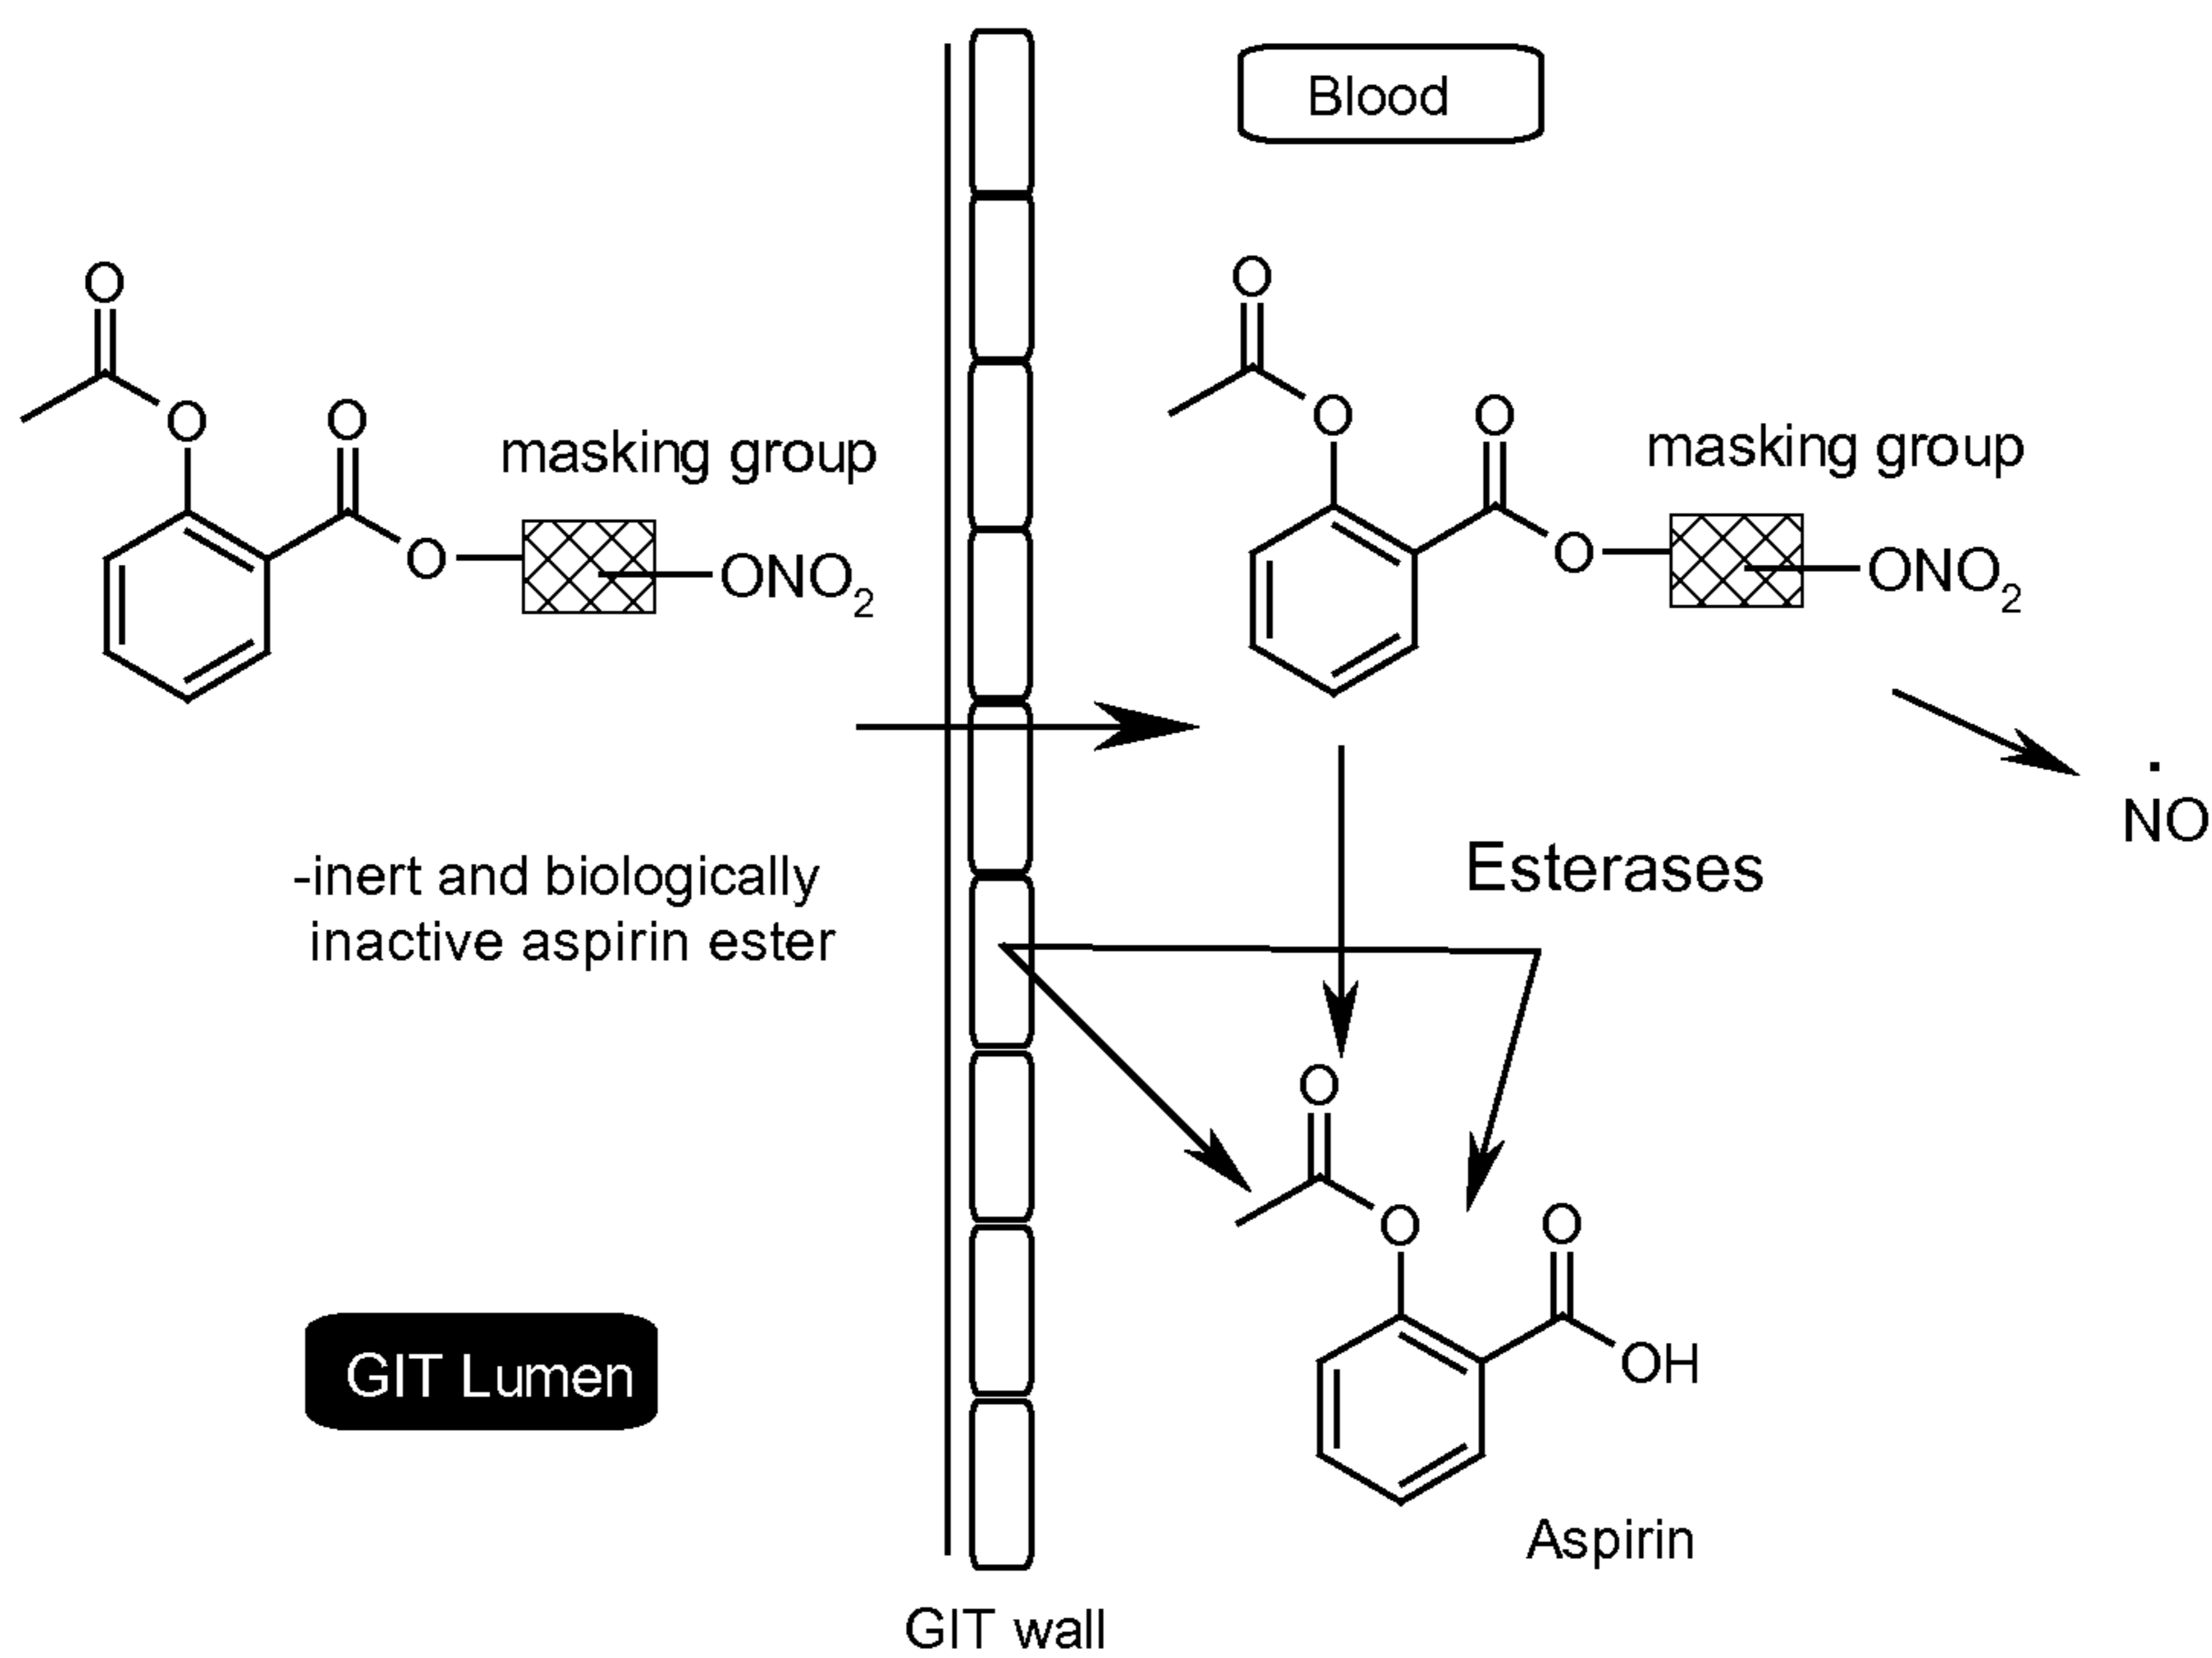 Blood
O
O
O
O
masking group
O
ONO2
O
O
masking group
O
ONO2
NO
-inert and biologically
inactive aspirin ester
Esterases
O
O
O
OH
GIT Lumen
Aspirin
GIT wall